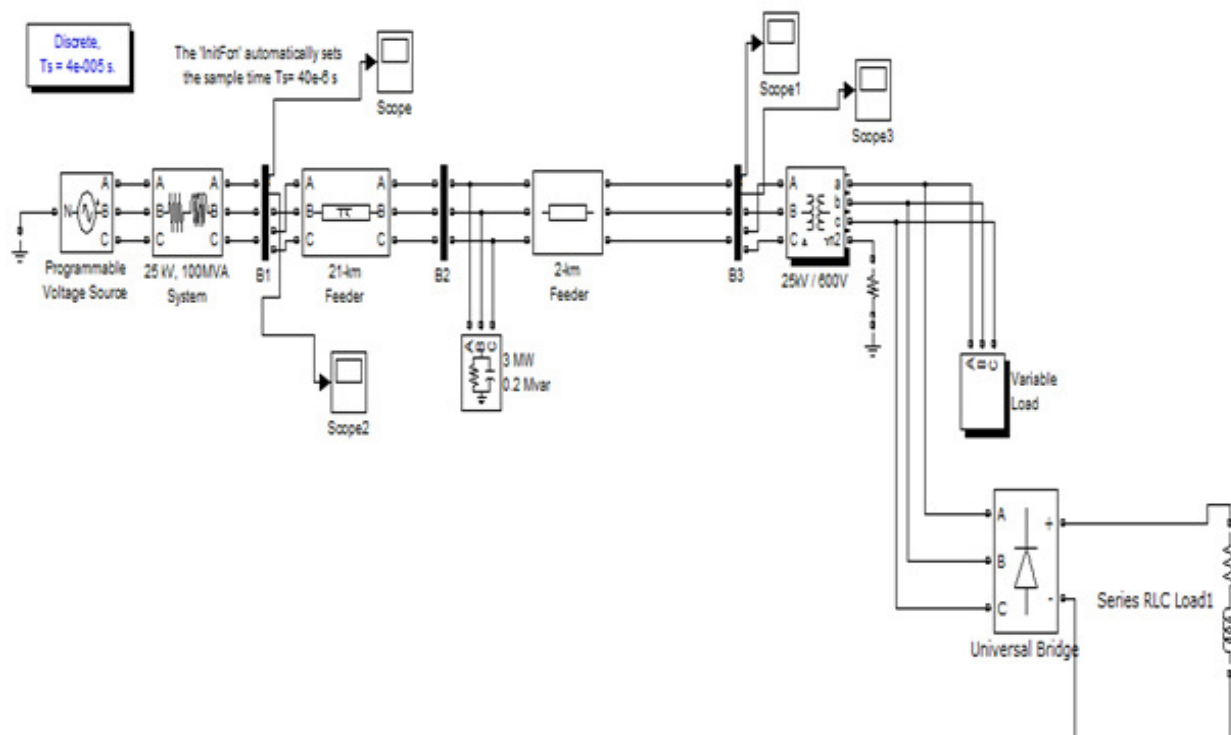 Discrete,
Ts = 4e-005 s.
The 'InitFcn' automatically sets
the sample time Ts= 40e-6 s
Scope
Scope1
Scope3
N
A
B
C
Programmable
Voltage Source
A A
B B
C C
25 kV, 100MVA
System
B1
A A
B B
C C
21-km
Feeder
B2
2-km
Feeder
B3
A a
B b
C c
n2
25kV / 600V
A B C
3 MW
0.2 Mvar
Scope2
A B C
Variable
Load
A +
B
C -
Universal Bridge
Series RLC Load1